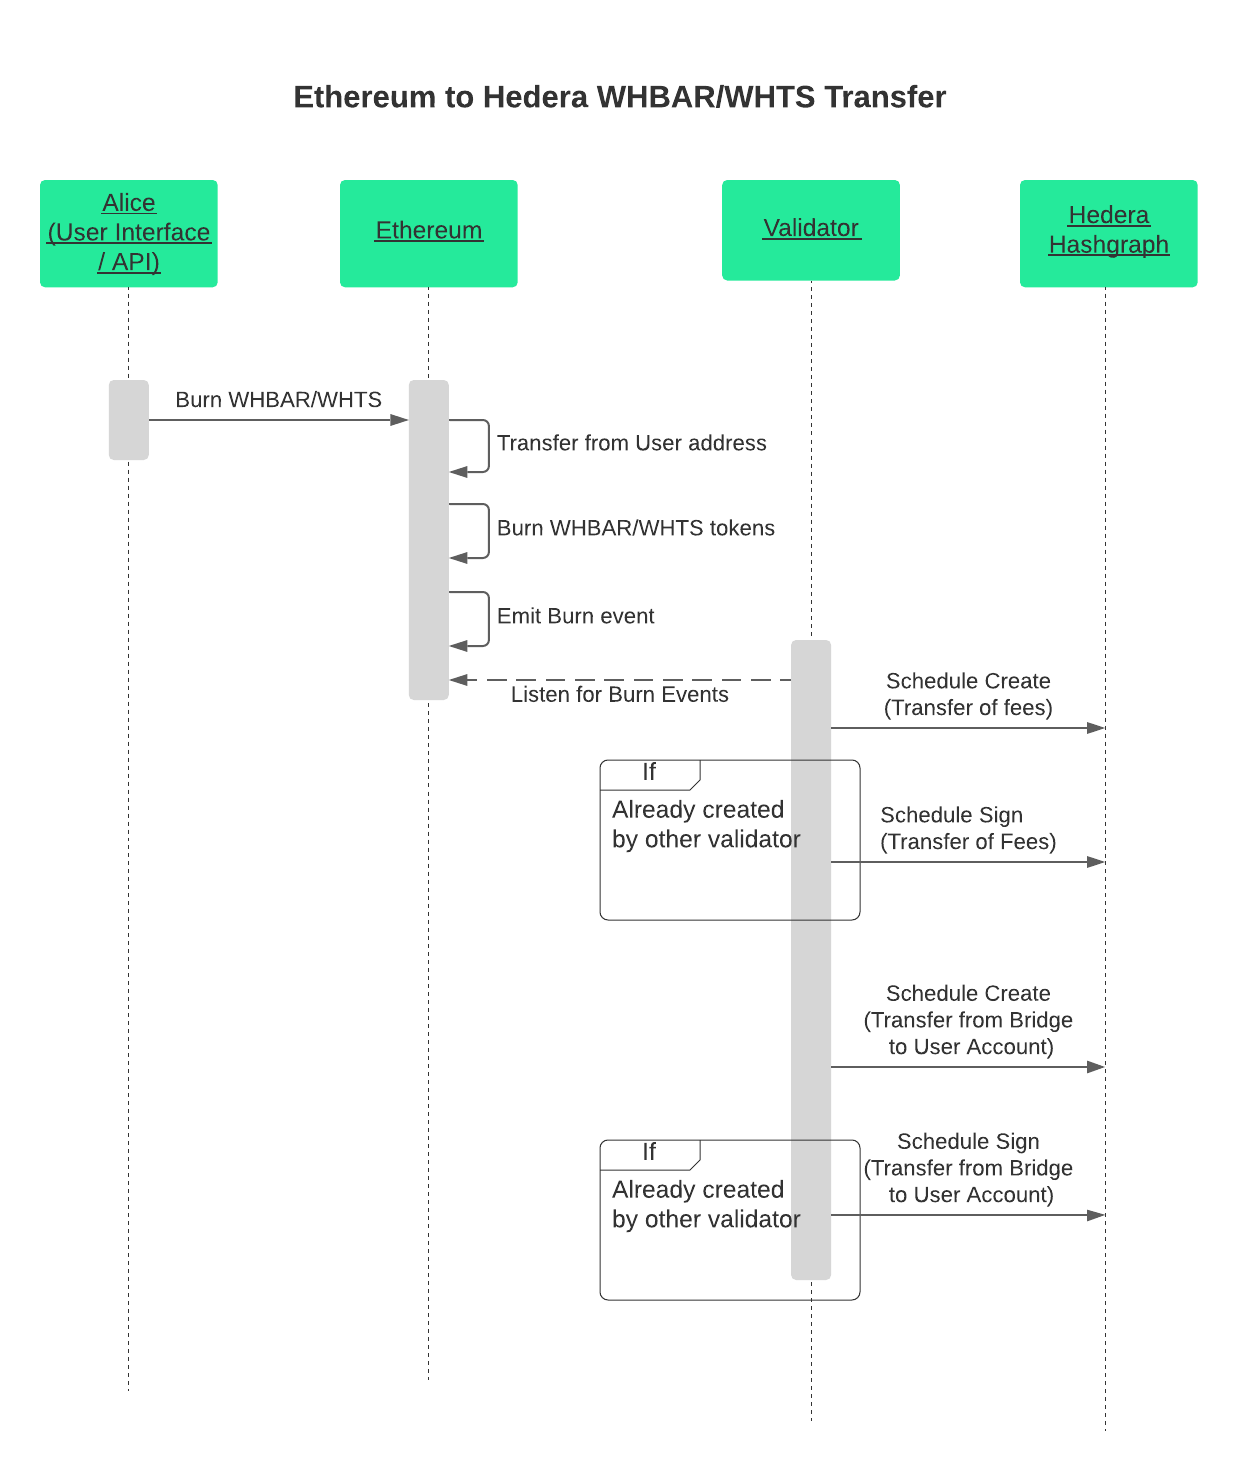 Ethereum to Hedera WHBAR/WHTS Transfer
Alice
(User Interface
/ API)
Ethereum
Validator
Hedera
Hashgraph
Burn WHBAR/WHTS
Transfer from User address
Burn WHBAR/WHTS tokens
Emit Burn event
Listen for Burn Events
Schedule Create
(Transfer of fees)
If
Already created
by other validator
Schedule Sign
(Transfer of Fees)
Schedule Create
(Transfer from Bridge
to User Account)
If
Already created
by other validator
Schedule Sign
(Transfer from Bridge
to User Account)